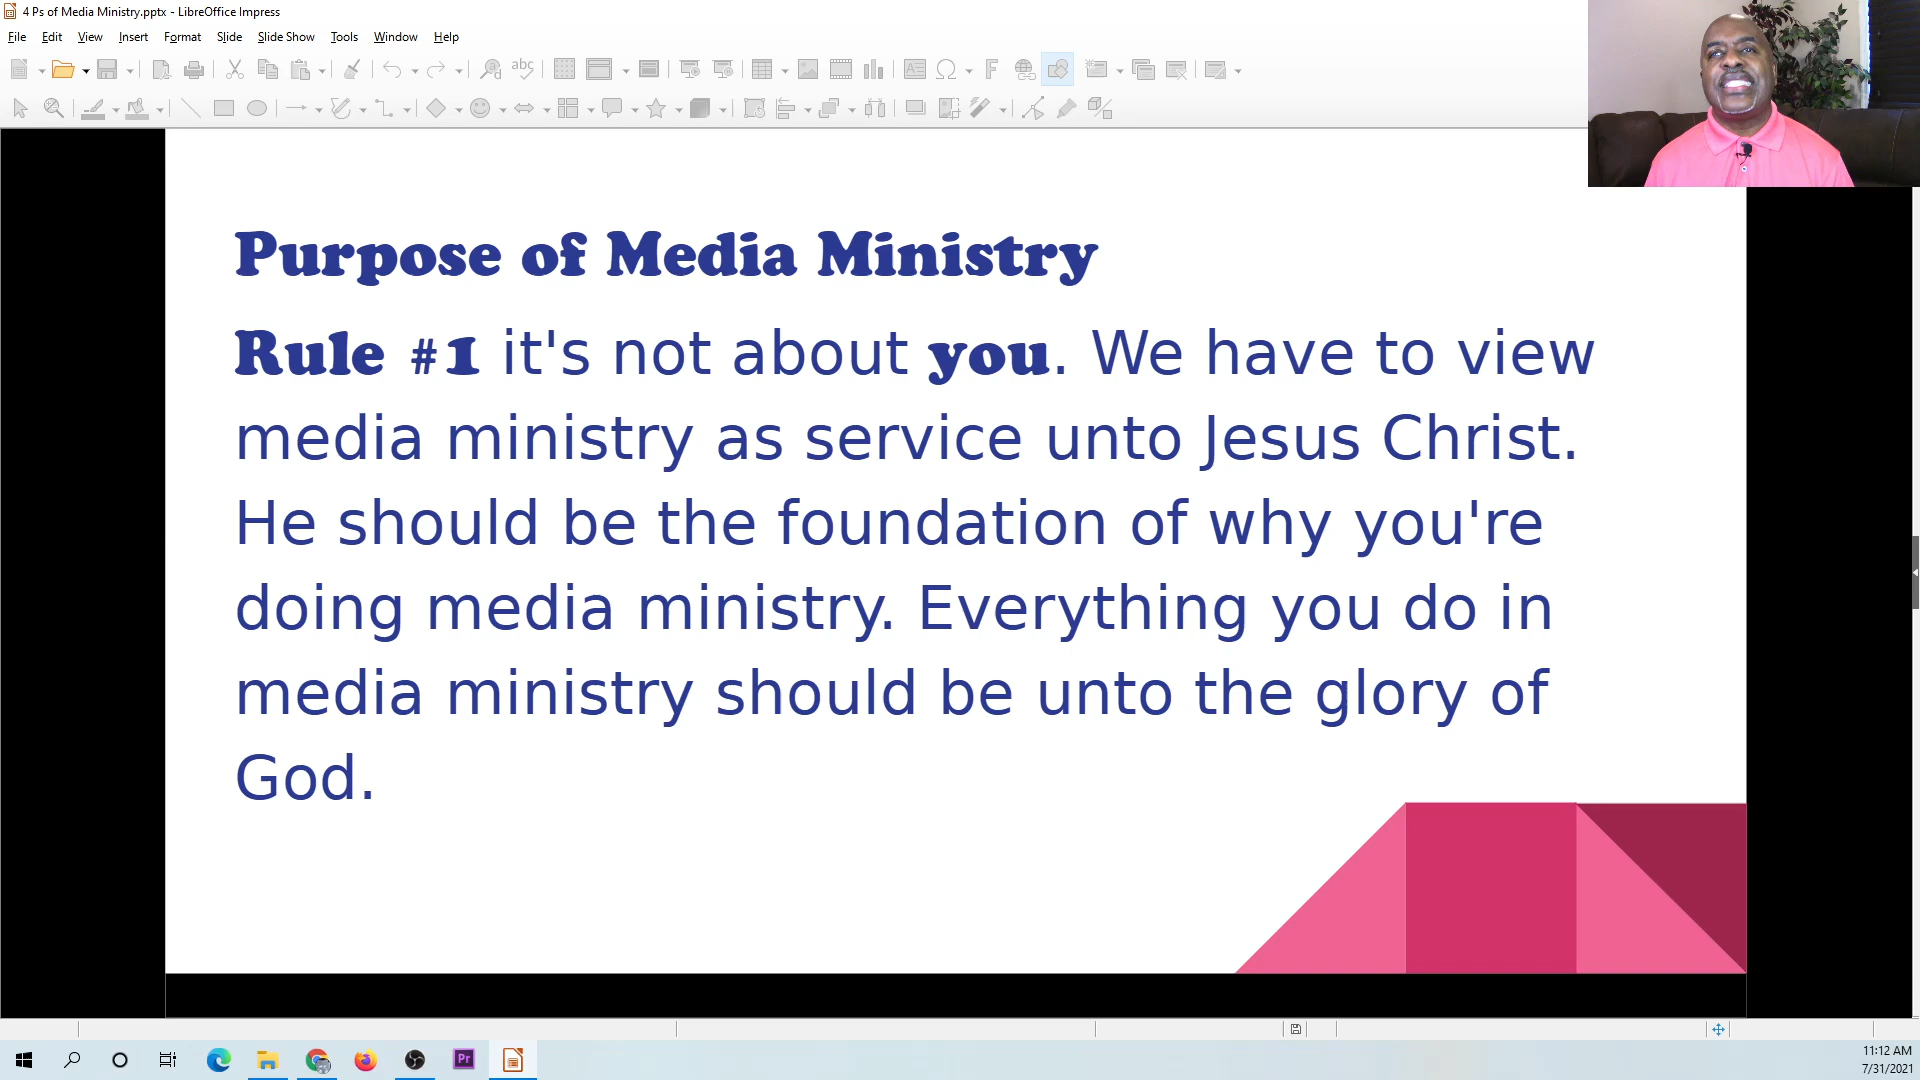 4 Ps of Media Ministry.pptx - LibreOffice Impress
File Edit View Insert Format Slide Slide Show Tools Window Help
Purpose of Media Ministry
Rule #1 it's not about you. We have to view
media ministry as service unto Jesus Christ.
He should be the foundation of why you're
doing media ministry. Everything you do in
media ministry should be unto the glory of
God.
Pr
11:12 AM
7/31/2021